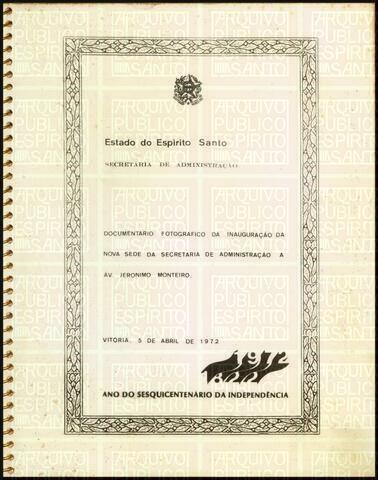 Estado do Espirito Santo
SECRETARIA DE ADMINISTRAÇÃO
DOCUMENTARIO FOTOGRAFICO DA INAUGURAÇÃO DA
NOVA SEDE DA SECRETARIA DE ADMINISTRAÇÃO A
AV. JERONIMO MONTEIRO.
VITORIA, 5 DE ABRIL DE 1972
1972
1822
ANO DO SESQUICENTENÁRIO DA INDEPENDÊNCIA
ARQUIVO
PÚBLICO
ESPÍRITO
SANTO